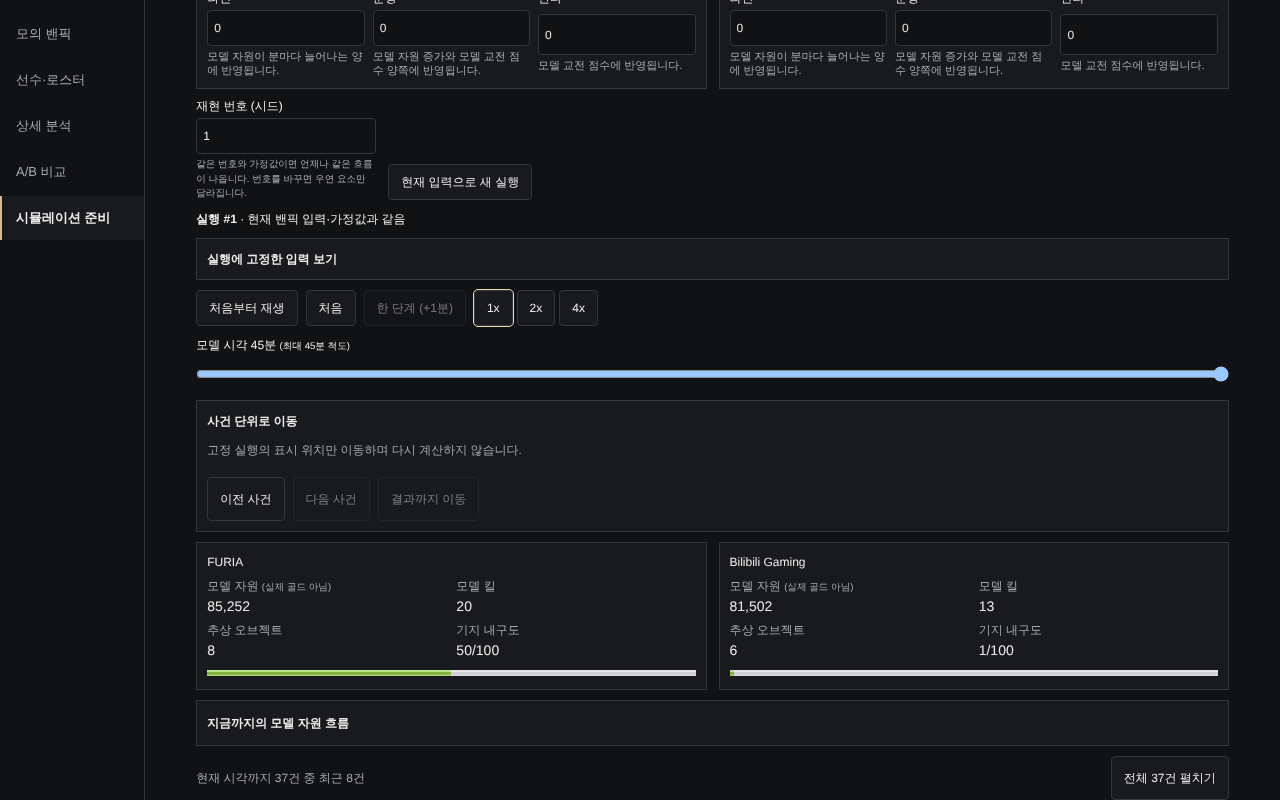 모의 밴픽
선수·로스터
상세 분석
A/B 비교
시뮬레이션 준비
0
모델 자원이 분마다 늘어나는 양
에 반영됩니다.
0
모델 자원 증가와 모델 교전 점
수 양쪽에 반영됩니다.
0
모델 교전 점수에 반영됩니다.
0
모델 자원이 분마다 늘어나는 양
에 반영됩니다.
0
모델 자원 증가와 모델 교전 점
수 양쪽에 반영됩니다.
0
모델 교전 점수에 반영됩니다.
재현 번호 (시드)
1
같은 번호와 가정값이면 언제나 같은 흐름
이 나옵니다. 번호를 바꾸면 우연 요소만
달라집니다.
현재 입력으로 새 실행
실행 #1 · 현재 밴픽 입력·가정값과 같음
실행에 고정한 입력 보기
처음부터 재생
처음
한 단계 (+1분)
1x
2x
4x
모델 시각 45분 (최대 45분 척도)
사건 단위로 이동
고정 실행의 표시 위치만 이동하며 다시 계산하지 않습니다.
이전 사건
다음 사건
결과까지 이동
FURIA
모델 자원 (실제 골드 아님)
모델 킬
85,252
20
추상 오브젝트
기지 내구도
8
50/100
Bilibili Gaming
모델 자원 (실제 골드 아님)
모델 킬
81,502
13
추상 오브젝트
기지 내구도
6
1/100
지금까지의 모델 자원 흐름
현재 시각까지 37건 중 최근 8건
전체 37건 펼치기